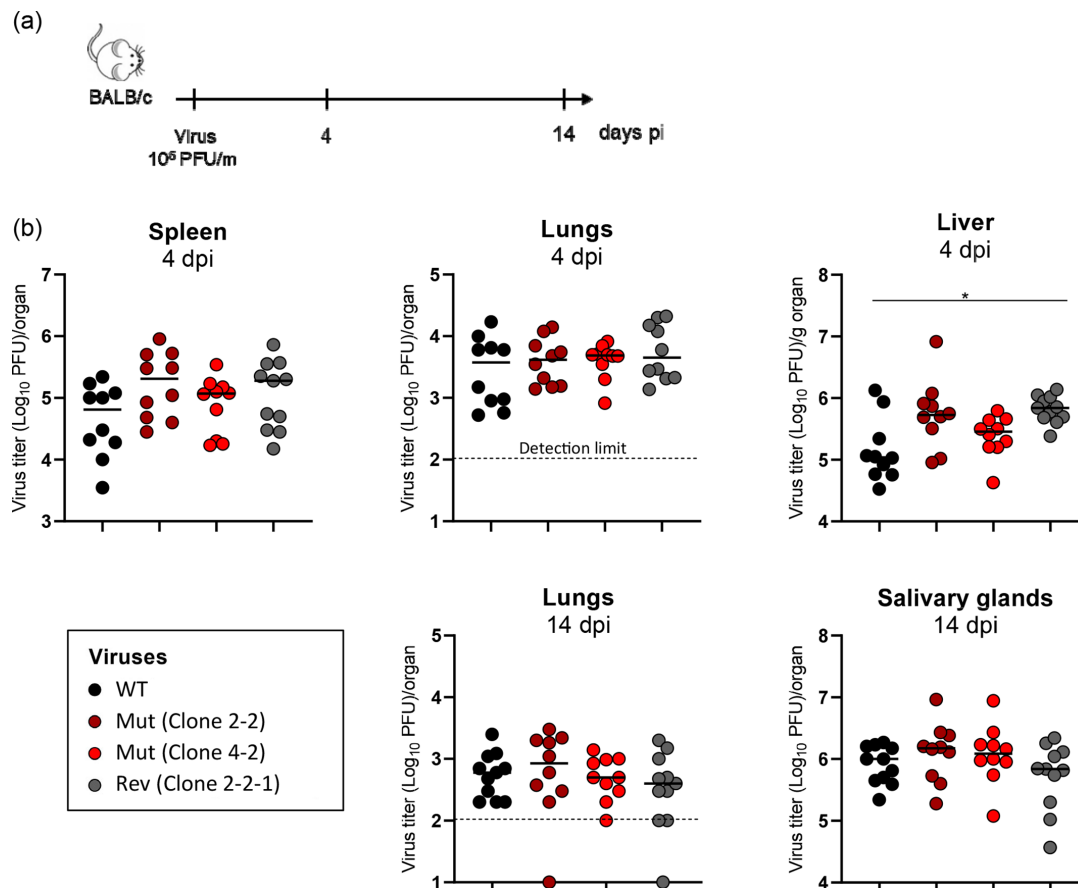 (a)
BALB/c
Virus
10⁵ PFU/m
4
14
days pi
(b)
Spleen
4 dpi
Virus titer (Log₁₀ PFU)/organ
7
6
5
4
3
Lungs
4 dpi
Virus titer (Log₁₀ PFU)/organ
5
4
3
2
1
Detection limit
Liver
4 dpi
Virus titer (Log₁₀ PFU)/g organ
8
7
6
5
4
*
Viruses
WT
Mut (Clone 2-2)
Mut (Clone 4-2)
Rev (Clone 2-2-1)
Lungs
14 dpi
Virus titer (Log₁₀ PFU)/organ
5
4
3
2
1
Salivary glands
14 dpi
Virus titer (Log₁₀ PFU)/organ
8
7
6
5
4